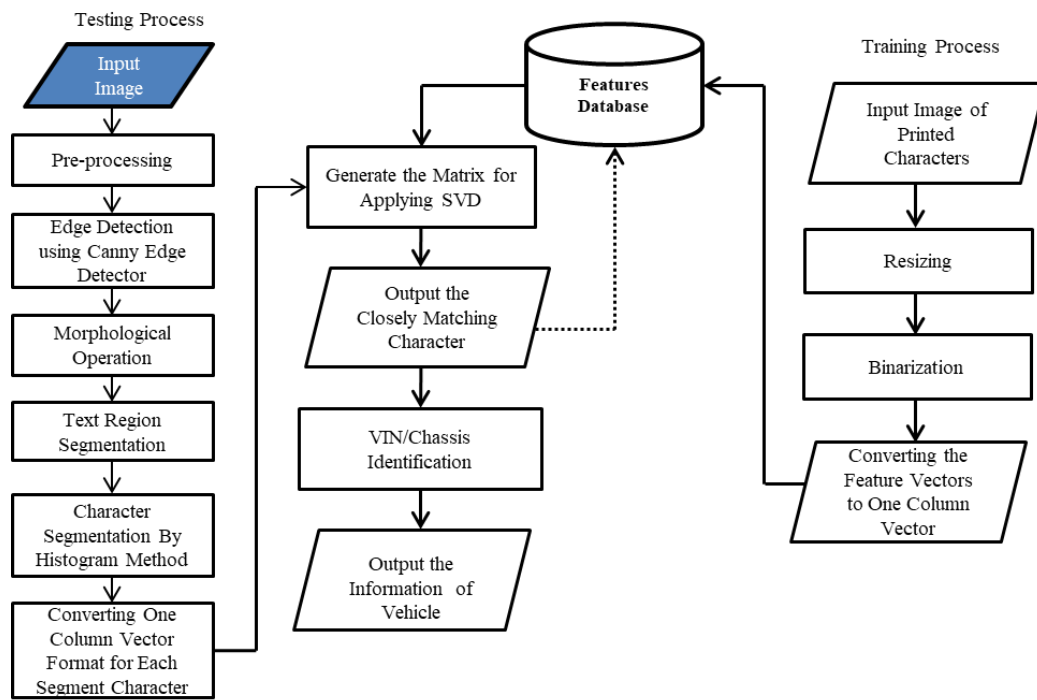 Testing Process
Input
Image
Pre-processing
Edge Detection
using Canny Edge
Detector
Morphological
Operation
Text Region
Segmentation
Character
Segmentation By
Histogram Method
Converting One
Column Vector
Format for Each
Segment Character
Features
Database
Generate the Matrix for
Applying SVD
Output the
Closely Matching
Character
VIN/Chassis
Identification
Output the
Information of
Vehicle
Training Process
Input Image of
Printed
Characters
Resizing
Binarization
Converting the
Feature Vectors
to One Column
Vector